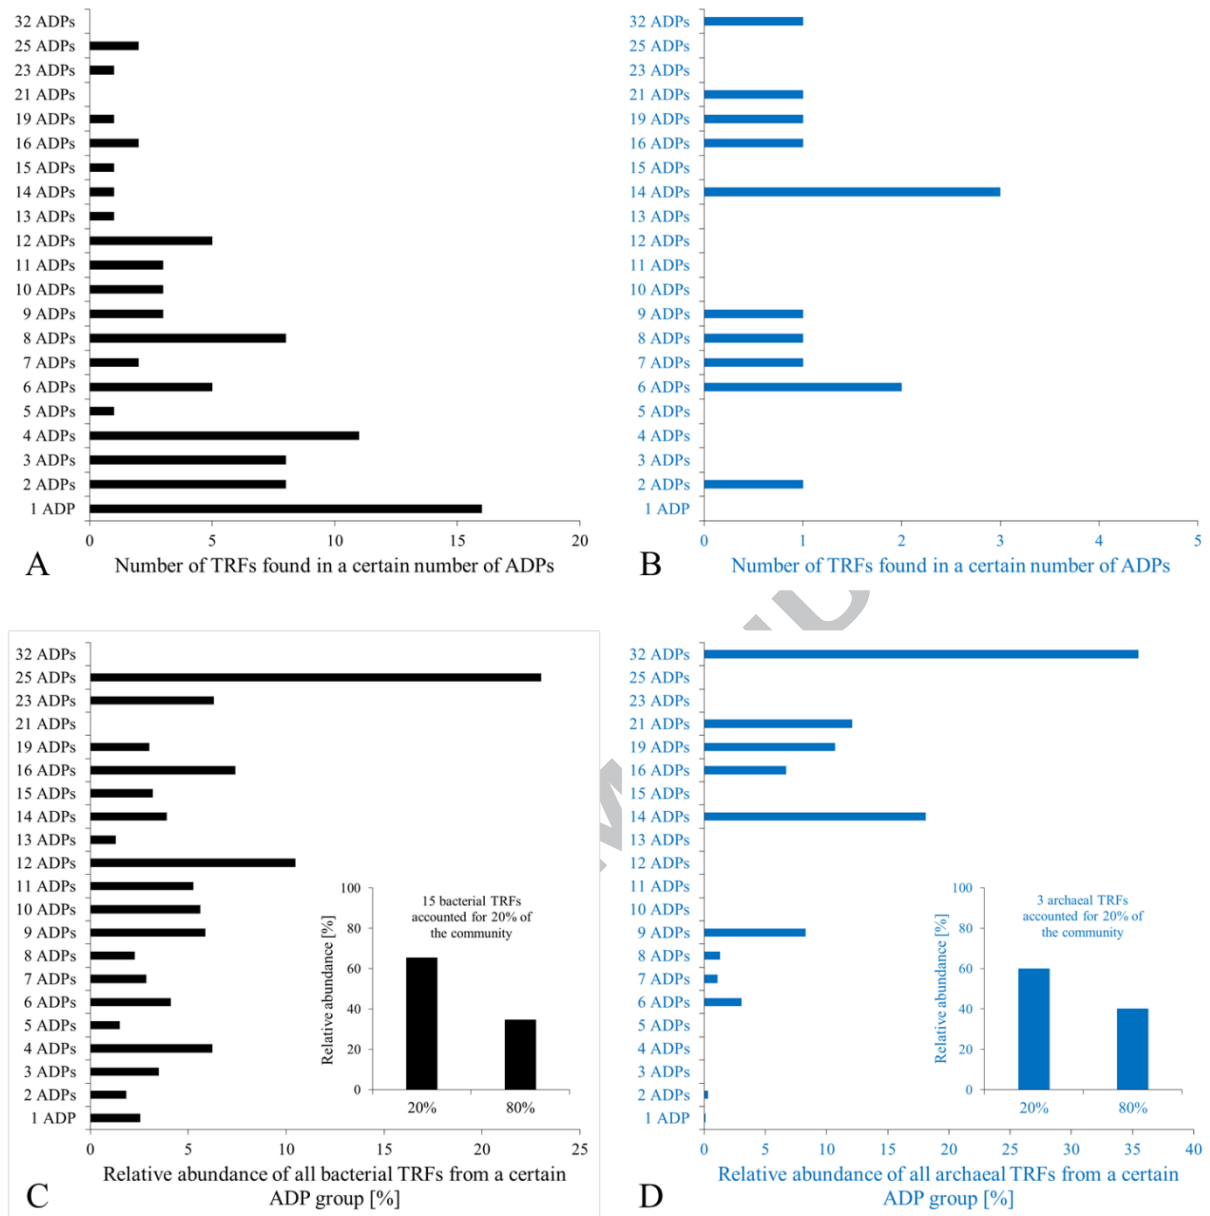 32 ADPs
25 ADPs
23 ADPs
21 ADPs
19 ADPs
16 ADPs
15 ADPs
14 ADPs
13 ADPs
12 ADPs
11 ADPs
10 ADPs
9 ADPs
8 ADPs
7 ADPs
6 ADPs
5 ADPs
4 ADPs
3 ADPs
2 ADPs
1 ADP
0 5 10 15 20
A
Number of TRFs found in a certain number of ADPs
32 ADPs
25 ADPs
23 ADPs
21 ADPs
19 ADPs
16 ADPs
15 ADPs
14 ADPs
13 ADPs
12 ADPs
11 ADPs
10 ADPs
9 ADPs
8 ADPs
7 ADPs
6 ADPs
5 ADPs
4 ADPs
3 ADPs
2 ADPs
1 ADP
0 1 2 3 4 5
B
Number of TRFs found in a certain number of ADPs
32 ADPs
25 ADPs
23 ADPs
21 ADPs
19 ADPs
16 ADPs
15 ADPs
14 ADPs
13 ADPs
12 ADPs
11 ADPs
10 ADPs
9 ADPs
8 ADPs
7 ADPs
6 ADPs
5 ADPs
4 ADPs
3 ADPs
2 ADPs
1 ADP
0 5 10 15 20 25
Relative abundance of all bacterial TRFs from a certain
ADP group [%]
C
Relative abundance [%]
100
80
60
40
20
0
15 bacterial TRFs
accounted for 20% of
the community
20% 80%
32 ADPs
25 ADPs
23 ADPs
21 ADPs
19 ADPs
16 ADPs
15 ADPs
14 ADPs
13 ADPs
12 ADPs
11 ADPs
10 ADPs
9 ADPs
8 ADPs
7 ADPs
6 ADPs
5 ADPs
4 ADPs
3 ADPs
2 ADPs
1 ADP
0 5 10 15 20 25 30 35 40
Relative abundance of all archaeal TRFs from a certain
ADP group [%]
D
Relative abundance [%]
100
80
60
40
20
0
3 archaeal TRFs
accounted for 20% of
the community
20% 80%